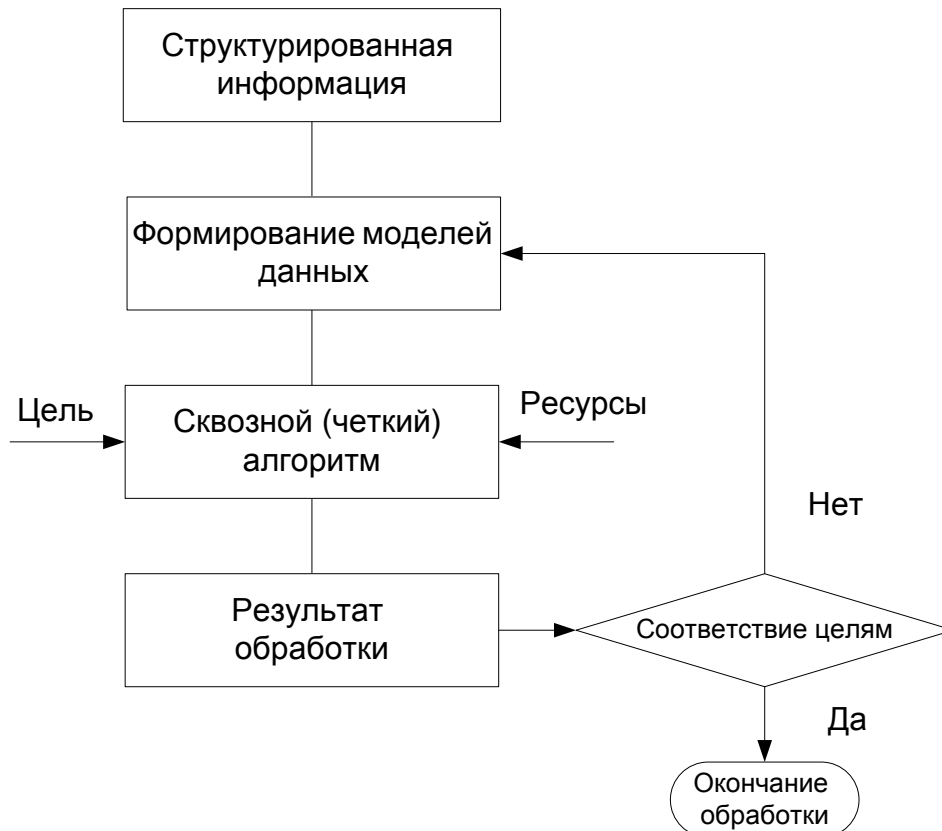 Структурированная
информация
Формирование моделей
данных
Цель
Сквозной (четкий)
алгоритм
Ресурсы
Нет
Результат
обработки
Соответствие целям
Да
Окончание
обработки